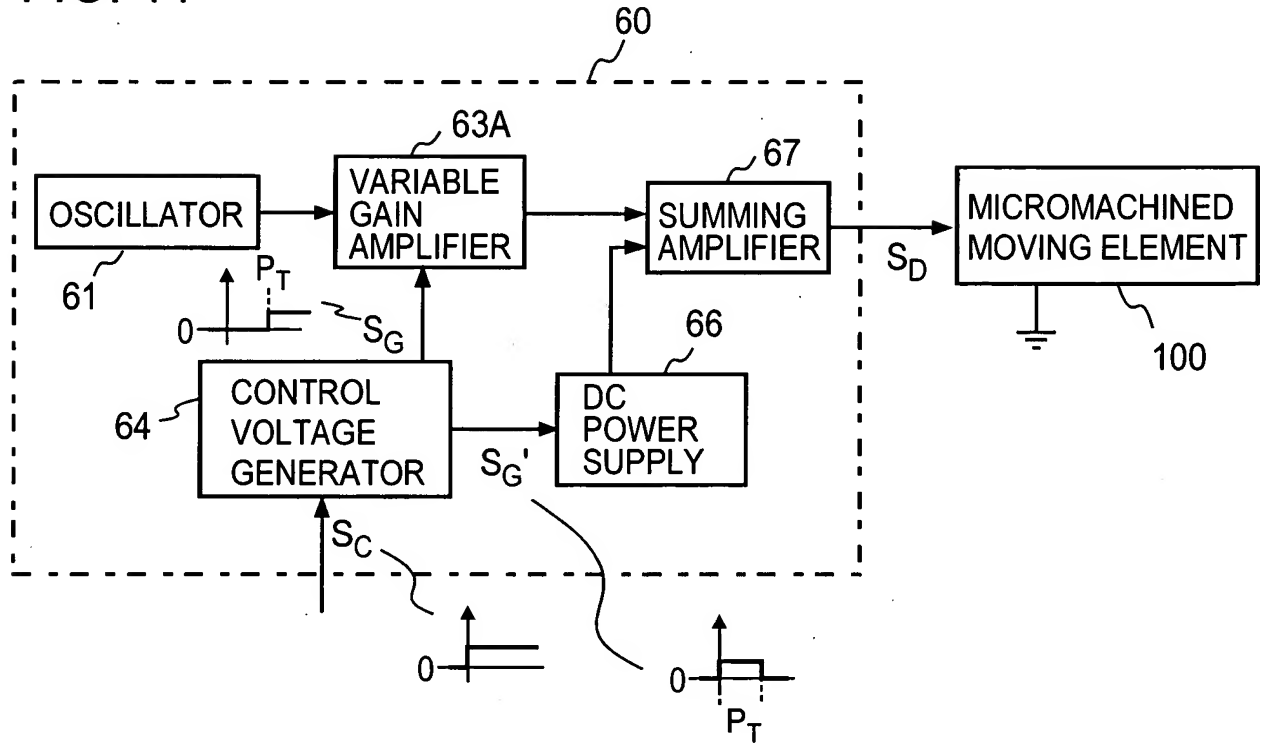 60
63A
67
OSCILLATOR
VARIABLE
GAIN
AMPLIFIER
SUMMING
AMPLIFIER
MICROMACHINED
MOVING ELEMENT
S_D
61
P_T
0
S_G
66
100
64
CONTROL
VOLTAGE
GENERATOR
DC
POWER
SUPPLY
S_G'
S_C
0
0
P_T